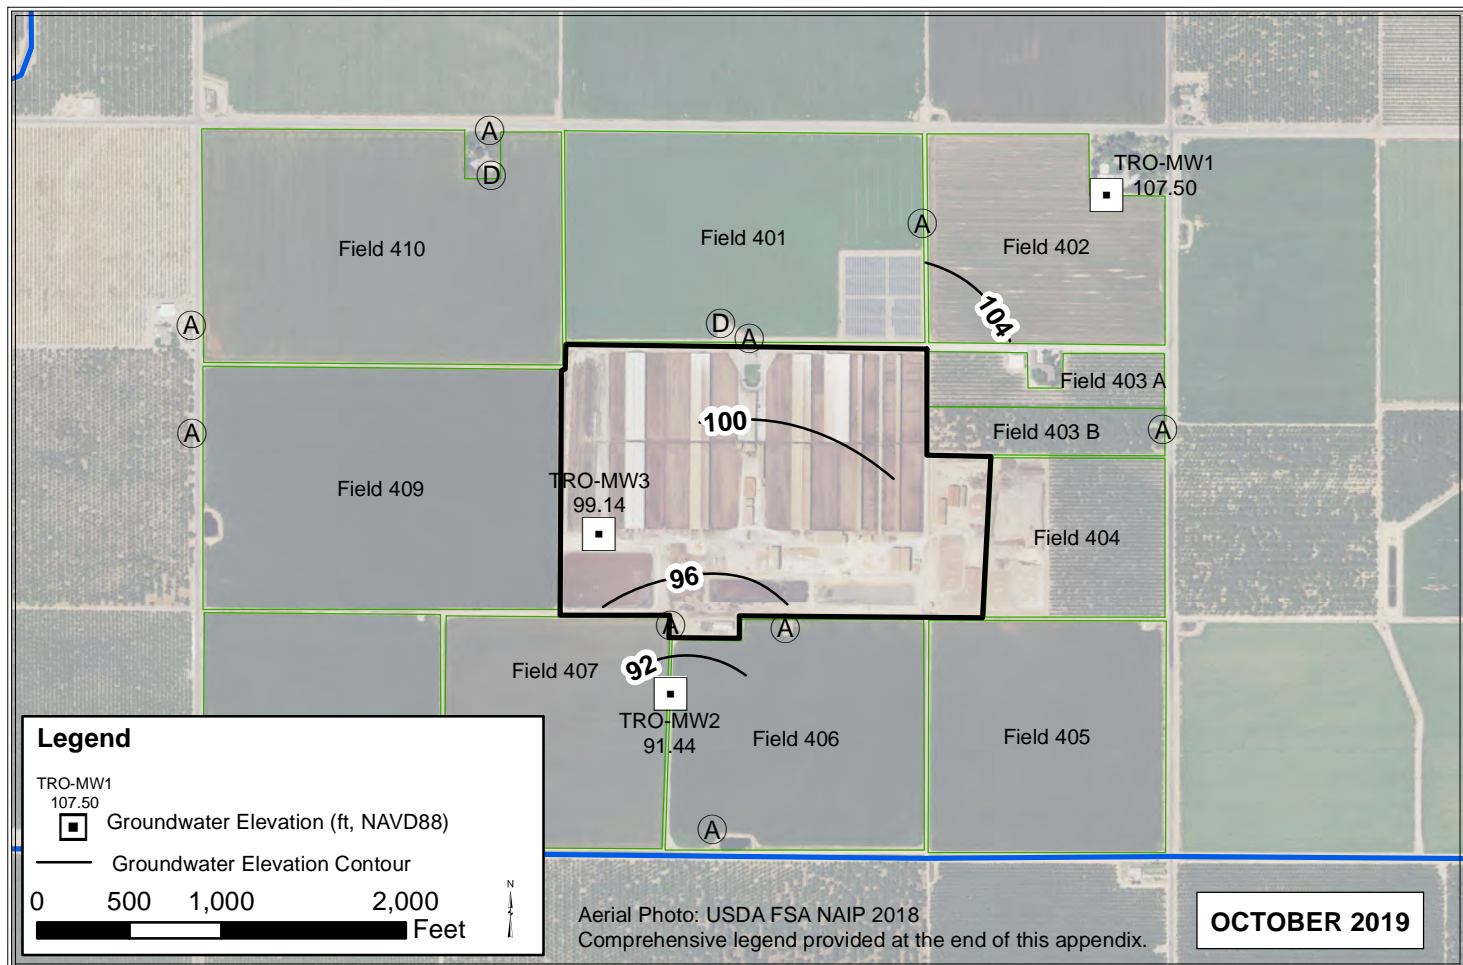 A
D
TRO-MW1
107.50
A
Field 401
Field 402
Field 410
104
D
A
A
Field 403 A
100
Field 403 B
A
A
TRO-MW3
99.14
Field 409
Field 404
96
A
A
92
Field 407
TRO-MW2
91.44
Field 406
Field 405
A
Legend
TRO-MW1
107.50
Groundwater Elevation (ft, NAVD88)
Groundwater Elevation Contour
0 500 1,000 2,000
Feet
N
Aerial Photo: USDA FSA NAIP 2018
Comprehensive legend provided at the end of this appendix.
OCTOBER 2019